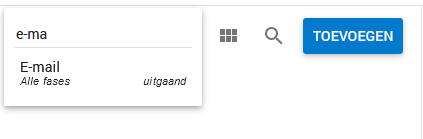 e-ma
TOEVOEGEN
E-mail
Alle fases uitgaand